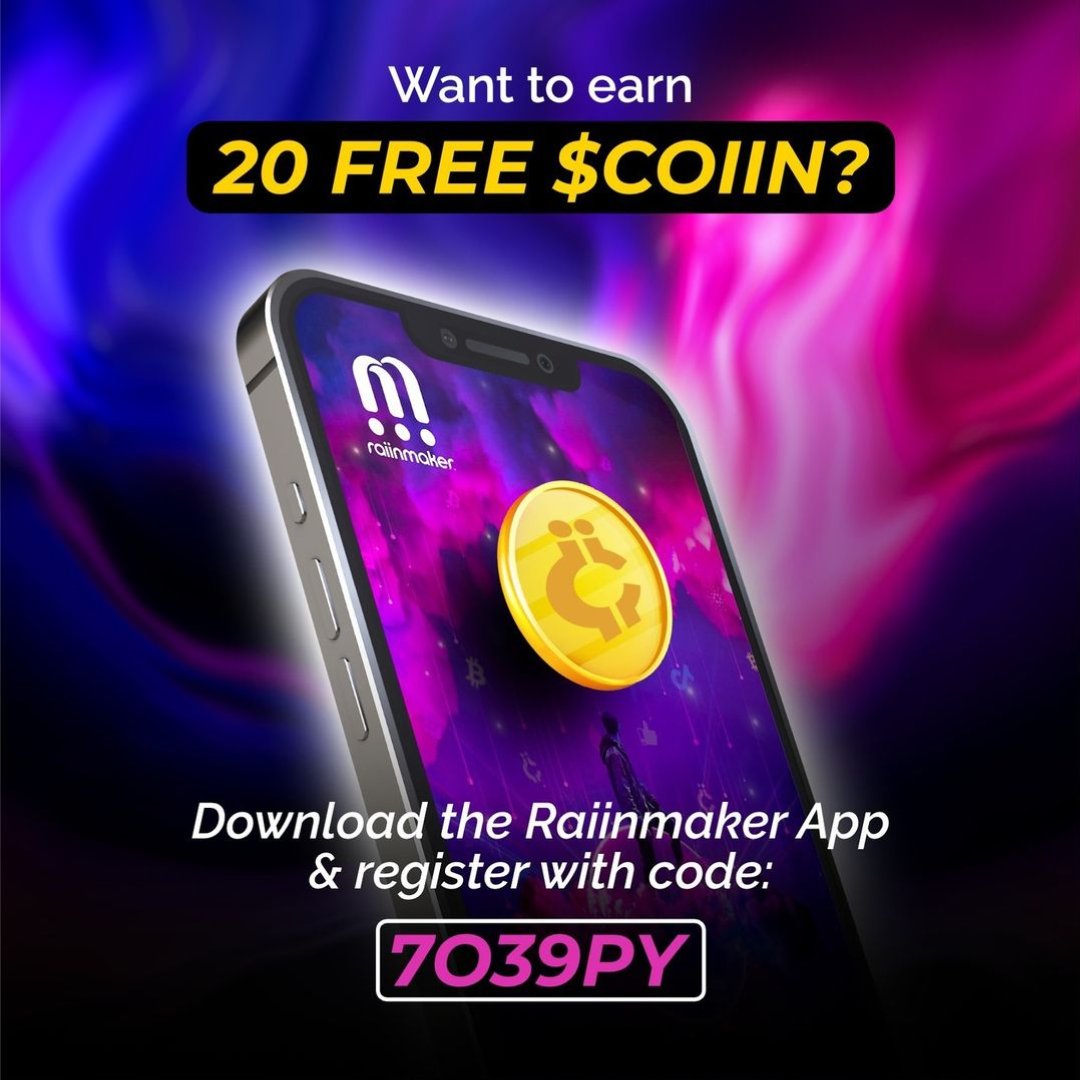 Want to earn
20 FREE $COIIN?
raiinmaker
Download the Raiinmaker App
& register with code:
7O39PY